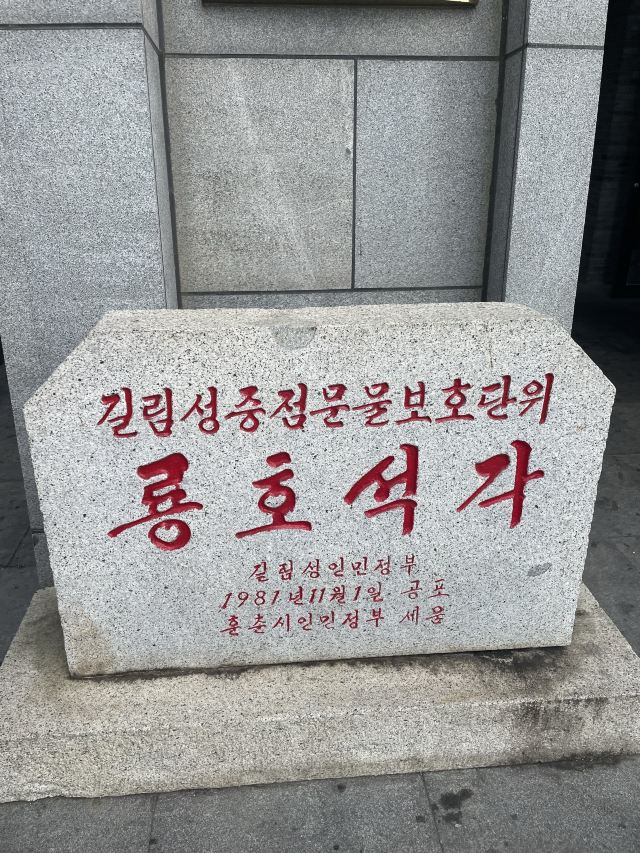 길림성중점문물보호단위
룡호석각
길림성인민정부
1981년11월1일 공포
훈춘시인민정부 세움